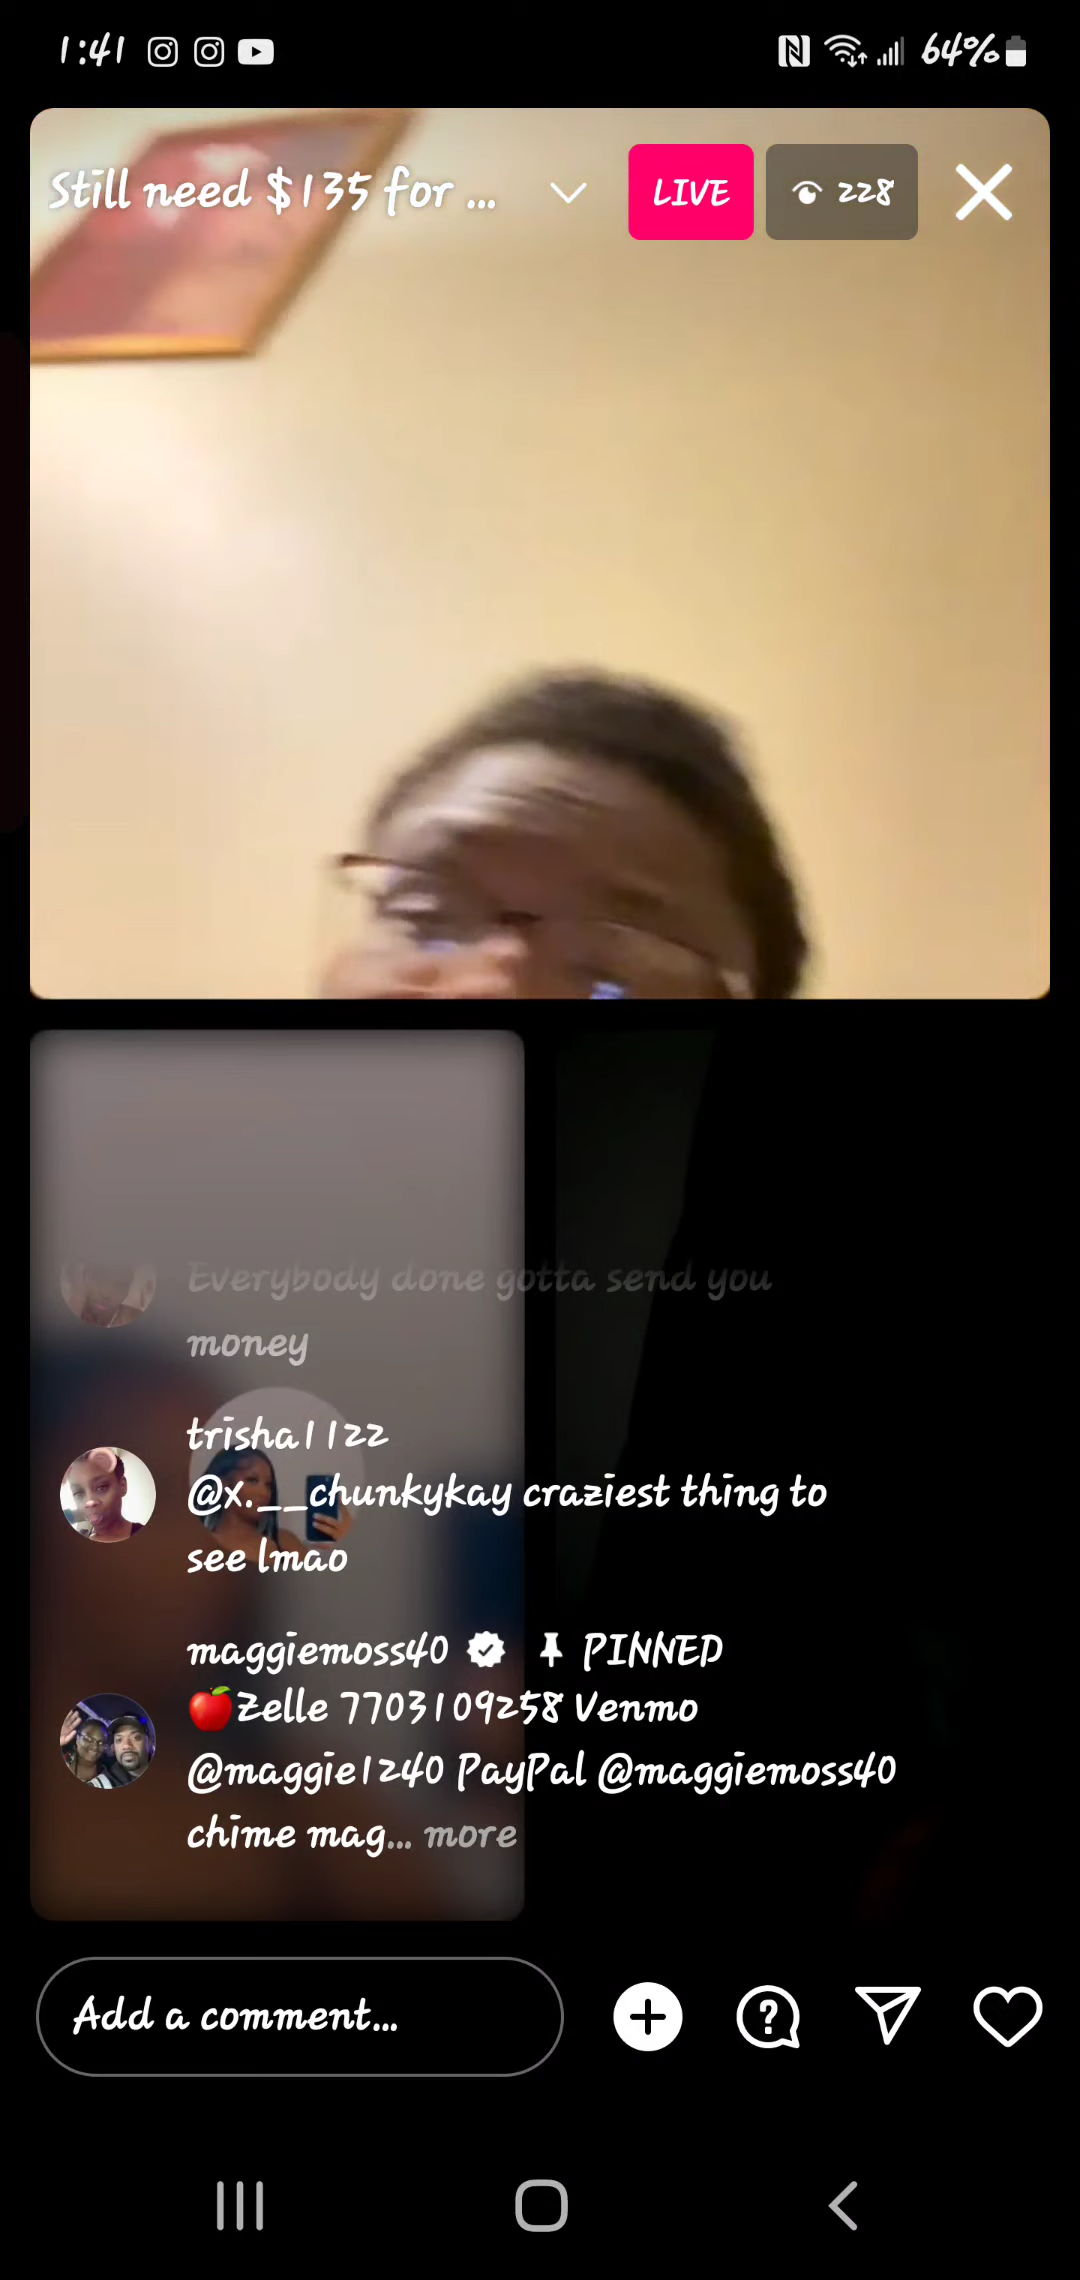 1:41
64%
Still need $135 for ...
LIVE
228
Everybody done gotta send you
money
trisha1122
@x.__chunkykay craziest thing to
see lmao
maggiemoss40 PINNED
🍎Zelle 7703109258 Venmo
@maggie1240 PayPal @maggiemoss40
chime mag... more
Add a comment...